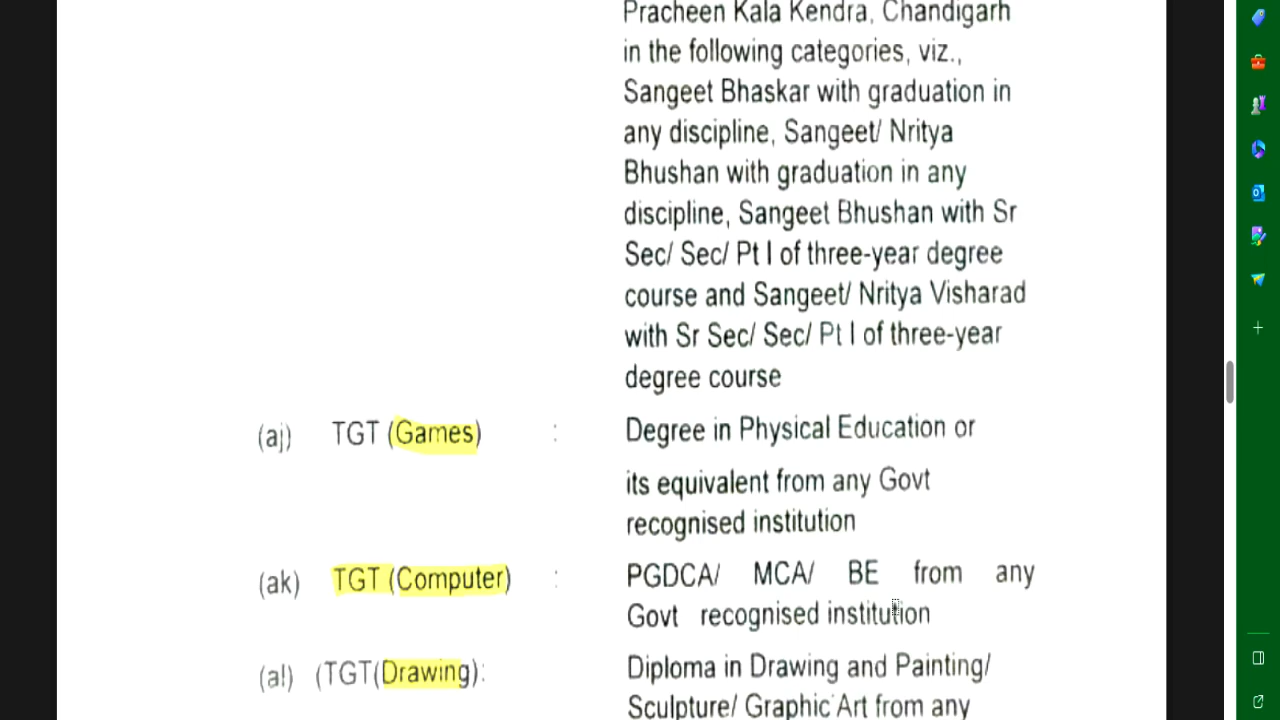 Pracheen Kala Kendra, Chandigarh
in the following categories, viz.,
Sangeet Bhaskar with graduation in
any discipline, Sangeet/ Nritya
Bhushan with graduation in any
discipline, Sangeet Bhushan with Sr
Sec/ Sec/ Pt I of three-year degree
course and Sangeet/ Nritya Visharad
with Sr Sec/ Sec/ Pt I of three-year
degree course
(aj) TGT (Games) : Degree in Physical Education or
its equivalent from any Govt
recognised institution
(ak) TGT (Computer) : PGDCA/ MCA/ BE from any
Govt recognised institution
(al) (TGT(Drawing): Diploma in Drawing and Painting/
Sculpture/ Graphic Art from any